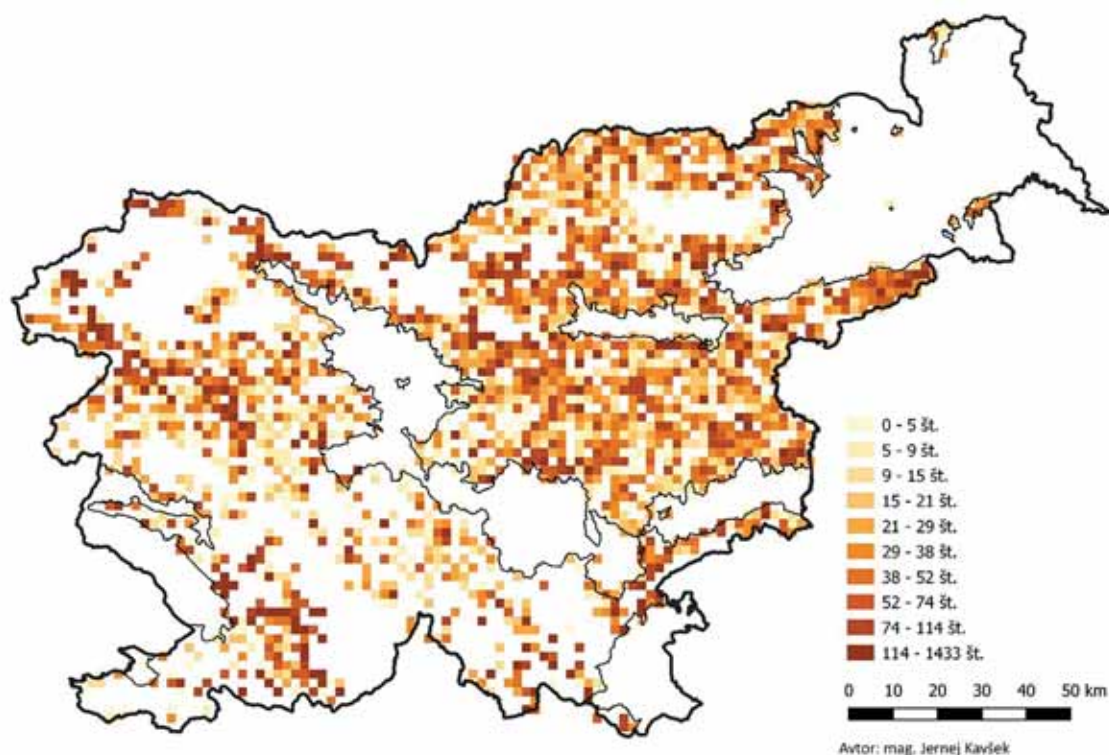 0 - 5 št.
5 - 9 št.
9 - 15 št.
15 - 21 št.
21 - 29 št.
29 - 38 št.
38 - 52 št.
52 - 74 št.
74 - 114 št.
114 - 1433 št.
0 10 20 30 40 50 km
Avtor: mag. Jernej Kavšek